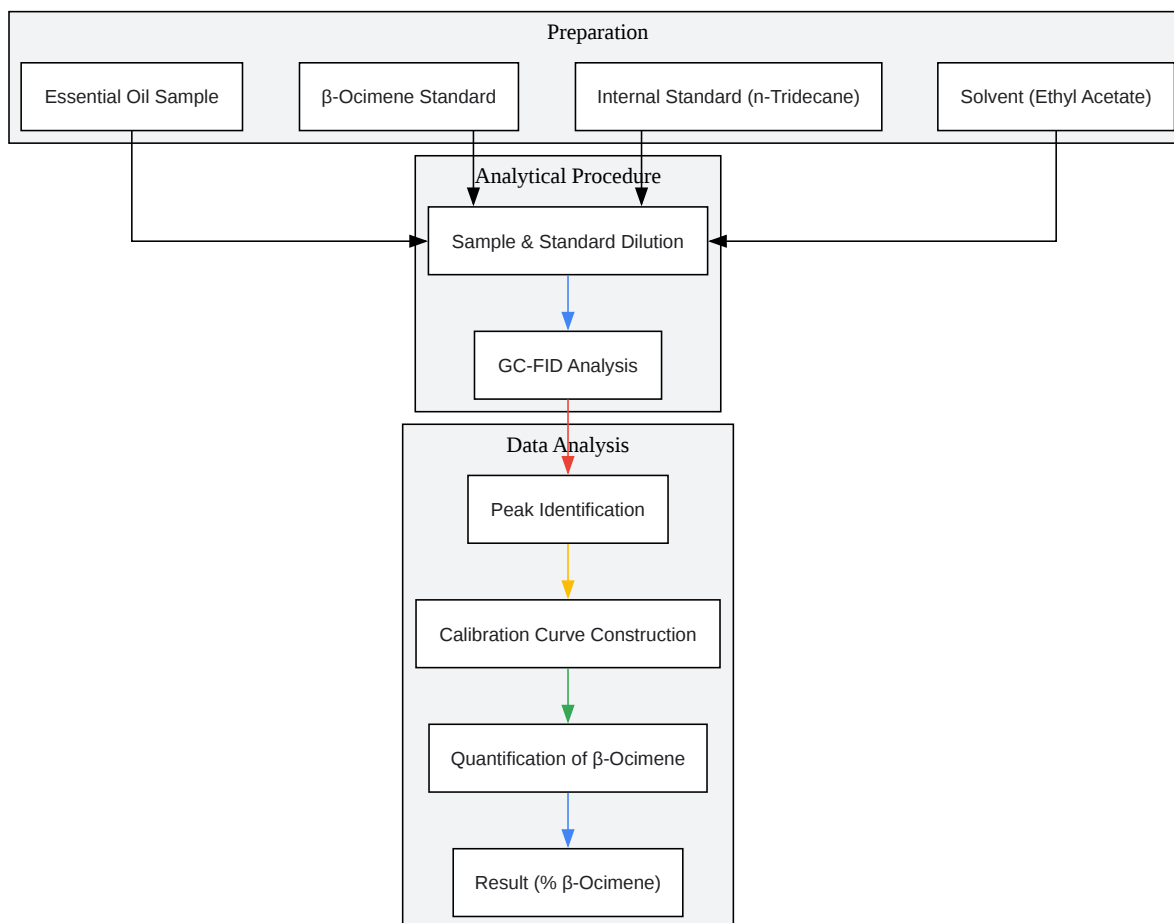 Preparation
Essential Oil Sample
β-Ocimene Standard
Internal Standard (n-Tridecane)
Solvent (Ethyl Acetate)
Analytical Procedure
Sample & Standard Dilution
GC-FID Analysis
Data Analysis
Peak Identification
Calibration Curve Construction
Quantification of β-Ocimene
Result (% β-Ocimene)